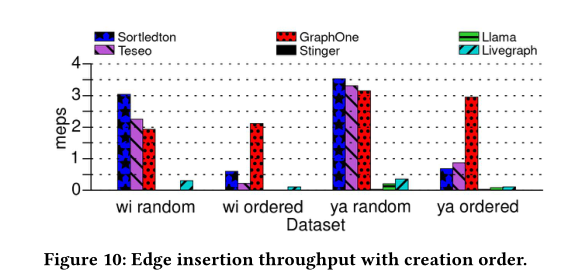 Sortledton GraphOne Llama
Teseo Stinger Livegraph
4
3
2
1
0
meps
wi random wi ordered ya random ya ordered
Dataset
Figure 10: Edge insertion throughput with creation order.